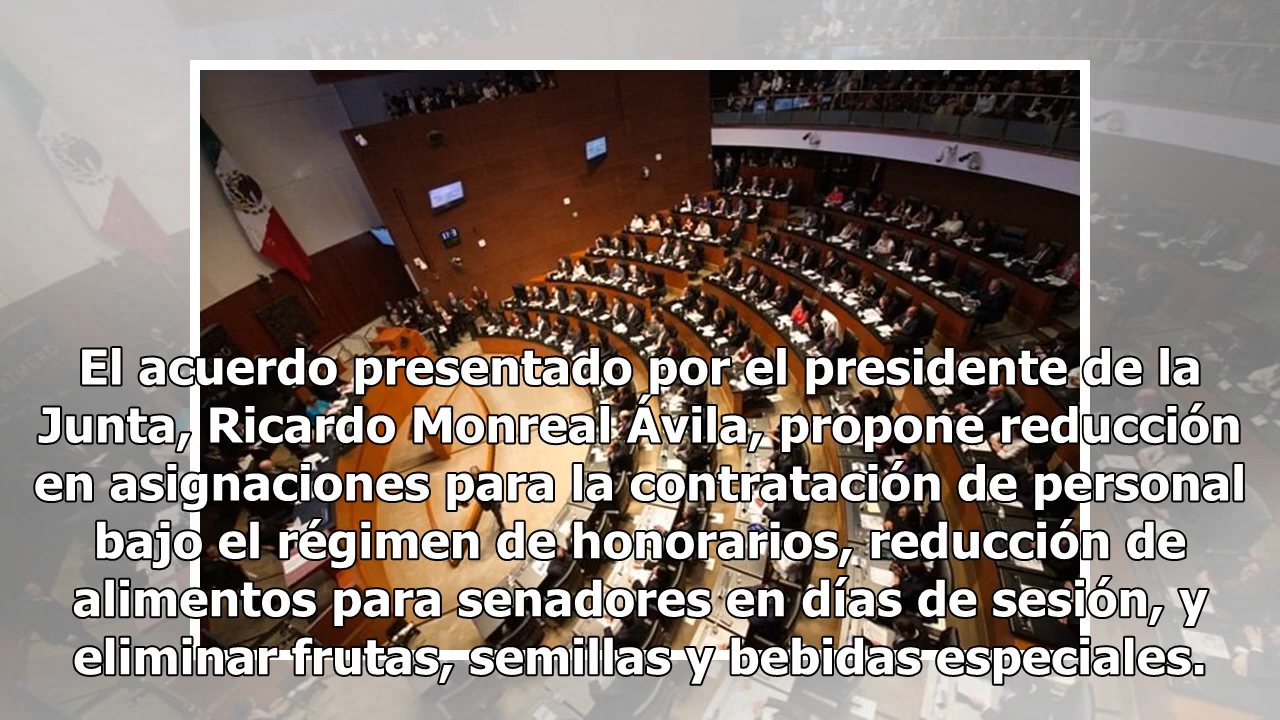 El acuerdo presentado por el presidente de la
Junta, Ricardo Monreal Ávila, propone reducción
en asignaciones para la contratación de personal
bajo el régimen de honorarios, reducción de
alimentos para senadores en días de sesión, y
eliminar frutas, semillas y bebidas especiales.